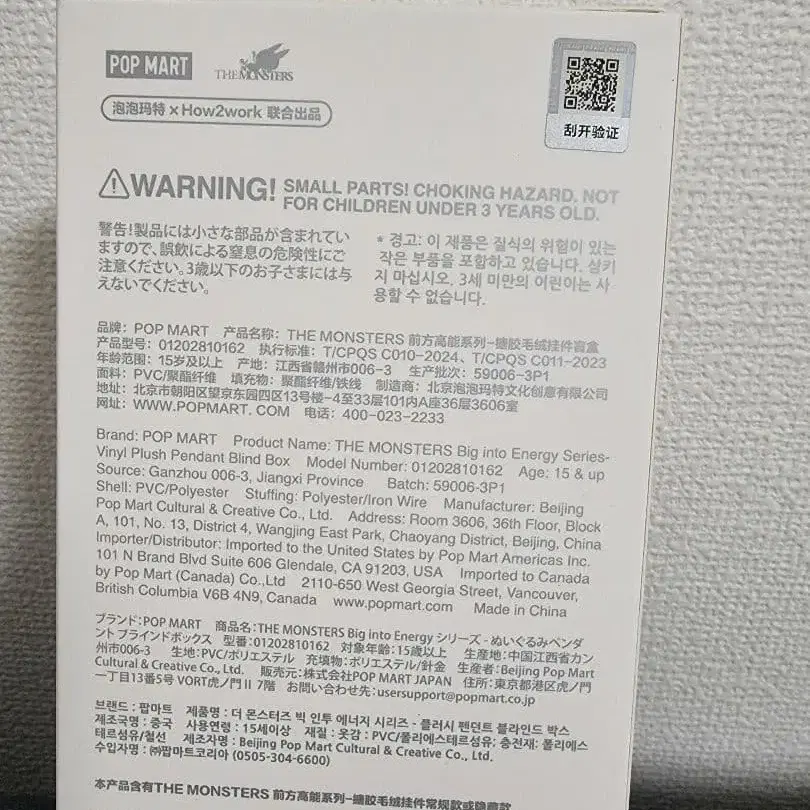 POP MART
THE MONSTERS
泡泡玛特 × How2work 联合出品
刮开验证
WARNING! SMALL PARTS! CHOKING HAZARD. NOT
FOR CHILDREN UNDER 3 YEARS OLD.
警告!製品には小さな部品が含まれてい
ますので、誤飲による窒息の危険性にご
注意ください。3歳以下のお子さまには与
えないでください。
* 경고: 이 제품은 질식의 위험이 있는
작은 부품을 포함하고 있습니다. 삼키
지 마십시오, 3세 미만의 어린이는 사
용할 수 없습니다.
品牌: POP MART 产品名称: THE MONSTERS 前方高能系列-搪胶毛绒挂件盲盒
产品型号: 01202810162 执行标准: T/CPQS C010-2024、T/CPQS C011-2023
年龄范围: 15岁及以上 产地: 江西省赣州市006-3 生产批次: 59006-3P1
面料: PVC/聚酯纤维 填充物: 聚酯纤维/铁线 制造商: 北京泡泡玛特文化创意有限公司
地址: 北京市朝阳区望京东园四区13号楼-4至33层101内A座36层3606室
网址: WWW.POPMART. COM 电话: 400-023-2233
Brand: POP MART Product Name: THE MONSTERS Big into Energy Series-
Vinyl Plush Pendant Blind Box Model Number: 01202810162 Age: 15 & up
Source: Ganzhou 006-3, Jiangxi Province Batch: 59006-3P1
Shell: PVC/Polyester Stuffing: Polyester/Iron Wire Manufacturer: Beijing
Pop Mart Cultural & Creative Co., Ltd. Address: Room 3606, 36th Floor, Block
A, 101, No. 13, District 4, Wangjing East Park, Chaoyang District, Beijing, China
Importer/Distributor: Imported to the United States by Pop Mart Americas Inc.
101 N Brand Blvd Suite 606 Glendale, CA 91203, USA Imported to Canada
by Pop Mart (Canada) Co.,Ltd 2110-650 West Georgia Street, Vancouver,
British Columbia V6B 4N9, Canada www.popmart.com Made in China
ブランド:POP MART 商品名:THE MONSTERS Big into Energy シリーズ - ぬいぐるみペンダ
ント ブラインドボックス 型番:01202810162 対象年齢:15歳以上 生産地:中国江西省カン
州市006-3 生地:PVC/ポリエステル 充填物:ポリエステル/針金 生産者:Beijing Pop Mart
Cultural & Creative Co., Ltd. 販売元:株式会社POP MART JAPAN 住所:東京都港区虎ノ門
一丁目13番5号 VORT虎ノ門Ⅱ 7階 お問い合わせ先:usersupport@popmart.co.jp
브랜드 : 팝마트 제품명 : 더 몬스터즈 빅 인투 에너지 시리즈 - 플러시 펜던트 블라인드 박스
제조국명 : 중국 사용연령 : 15세이상 재질 : 옷감 : PVC/폴리에스테르섬유; 충전재: 폴리에스
테르섬유/철선 제조자명 : Beijing Pop Mart Cultural & Creative Co., Ltd.
수입자명 : ㈜팝마트코리아 (0505-304-6600)
本产品含有THE MONSTERS 前方高能系列-搪胶毛绒挂件常规款或隐藏款